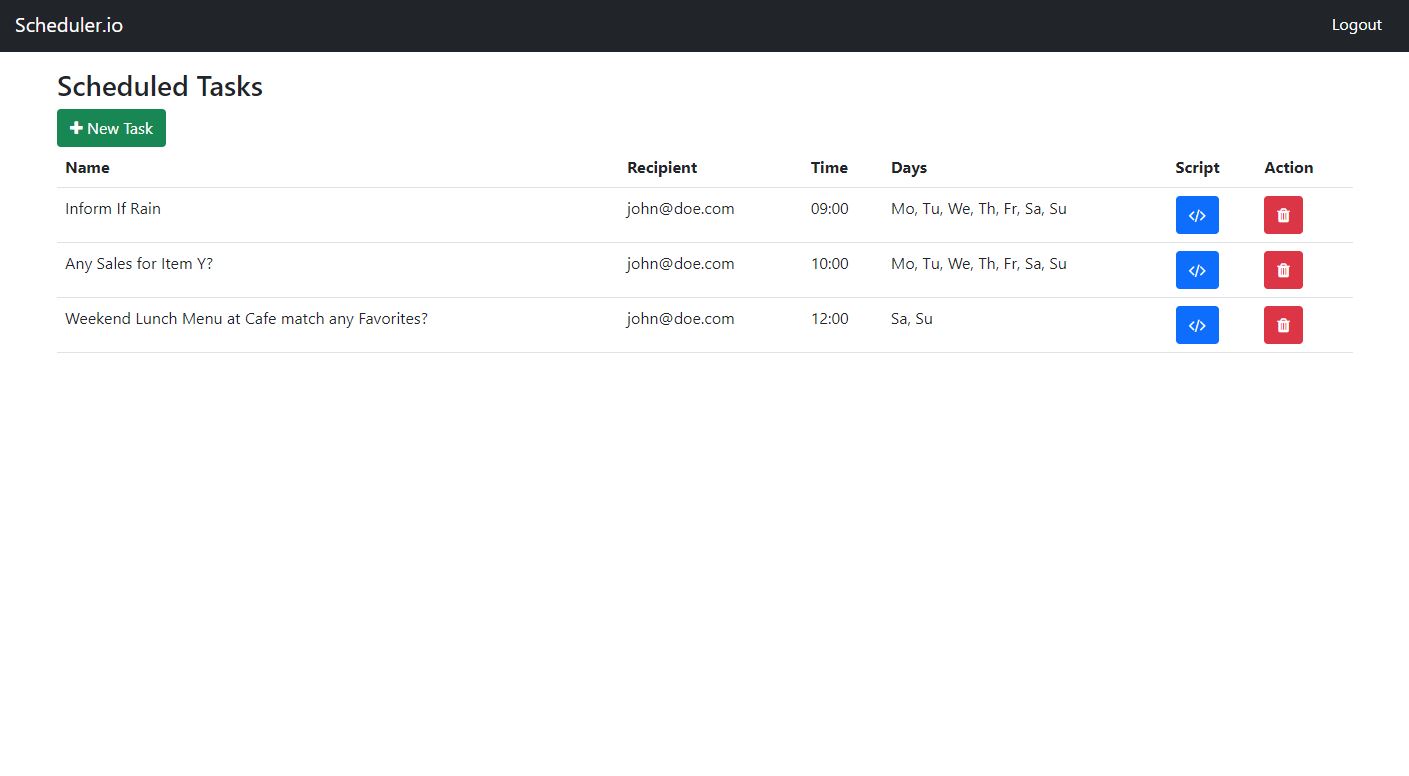 Scheduler.io Logout
Scheduled Tasks
New Task
Name Recipient Time Days Script Action
Inform If Rain john@doe.com 09:00 Mo, Tu, We, Th, Fr, Sa, Su
Any Sales for Item Y? john@doe.com 10:00 Mo, Tu, We, Th, Fr, Sa, Su
Weekend Lunch Menu at Cafe match any Favorites? john@doe.com 12:00 Sa, Su